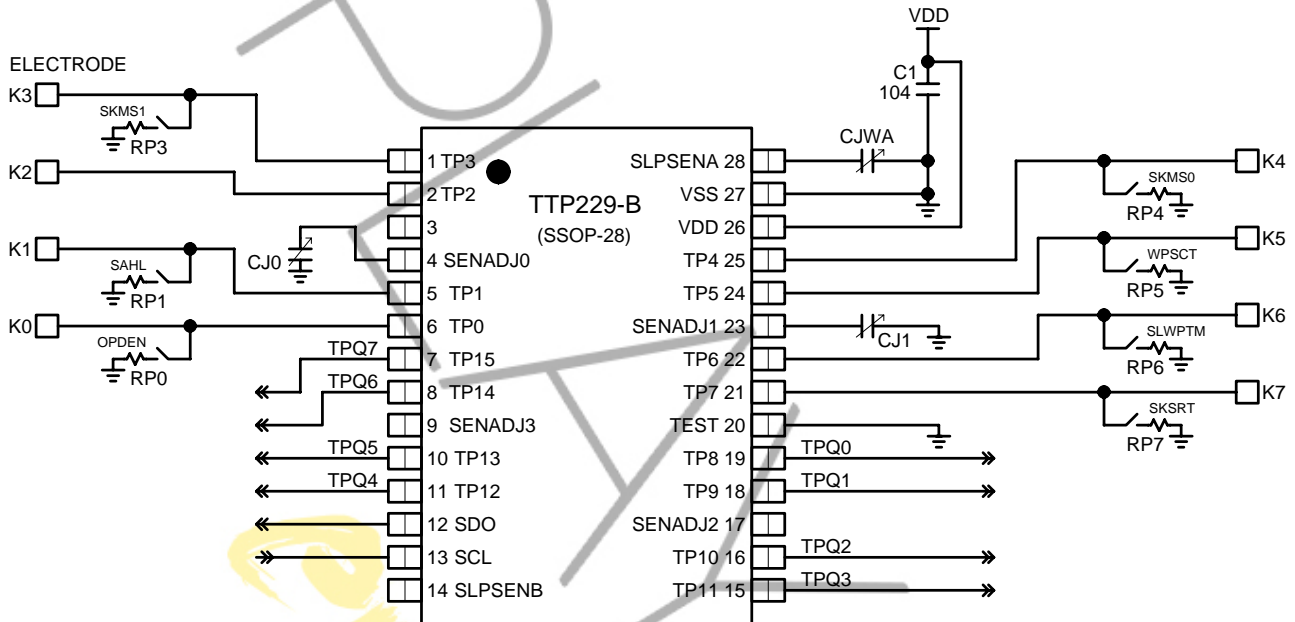 VDD
ELECTRODE
K3
SKMS1
RP3
K2
K1
SAHL
RP1
CJ0
K0
OPDEN
RP0
C1
104
CJWA
K4
SKMS0
RP4
K5
WPSCT
RP5
K6
SLWPTM
RP6
K7
SKSRT
RP7
CJ1
TTP229-B
(SSOP-28)
1 TP3
2 TP2
3
4 SENADJ0
5 TP1
6 TP0
TPQ7
7 TP15
TPQ6
8 TP14
9 SENADJ3
TPQ5
10 TP13
TPQ4
11 TP12
12 SDO
13 SCL
14 SLPSENB
SLPSENA 28
VSS 27
VDD 26
TP4 25
TP5 24
SENADJ1 23
TP6 22
TP7 21
TEST 20
TP8 19
TPQ0
TP9 18
TPQ1
SENADJ2 17
TP10 16
TPQ2
TP11 15
TPQ3